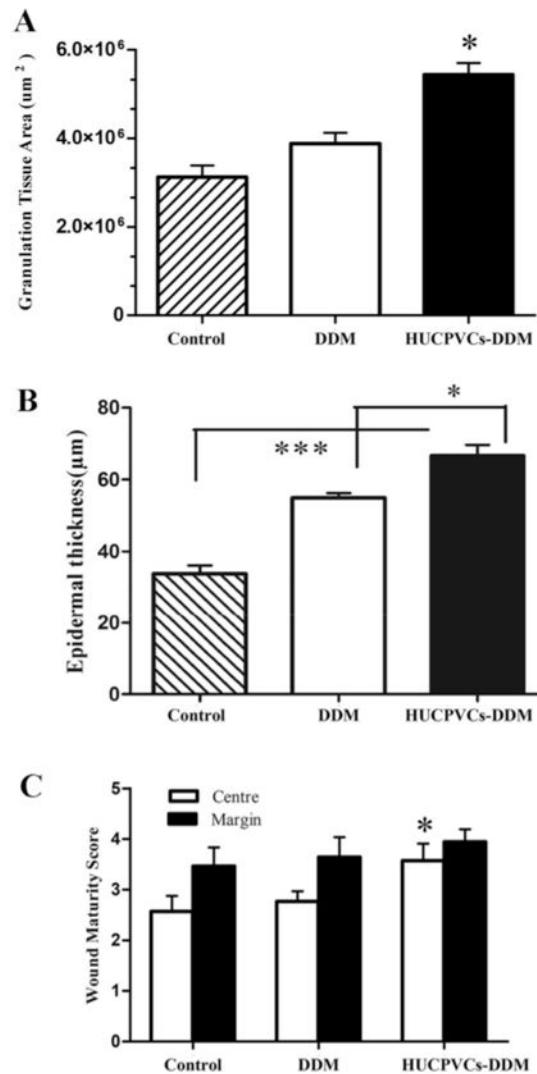 A
Granulation Tissue Area (um²)
6.0×10⁶
4.0×10⁶
2.0×10⁶
0
*
Control DDM HUCPVCs-DDM
B
Epidermal thickness(μm)
80
60
40
20
0
*
***
Control DDM HUCPVCs-DDM
C
Wound Maturity Score
5
4
3
2
1
0
Centre
Margin
*
Control DDM HUCPVCs-DDM